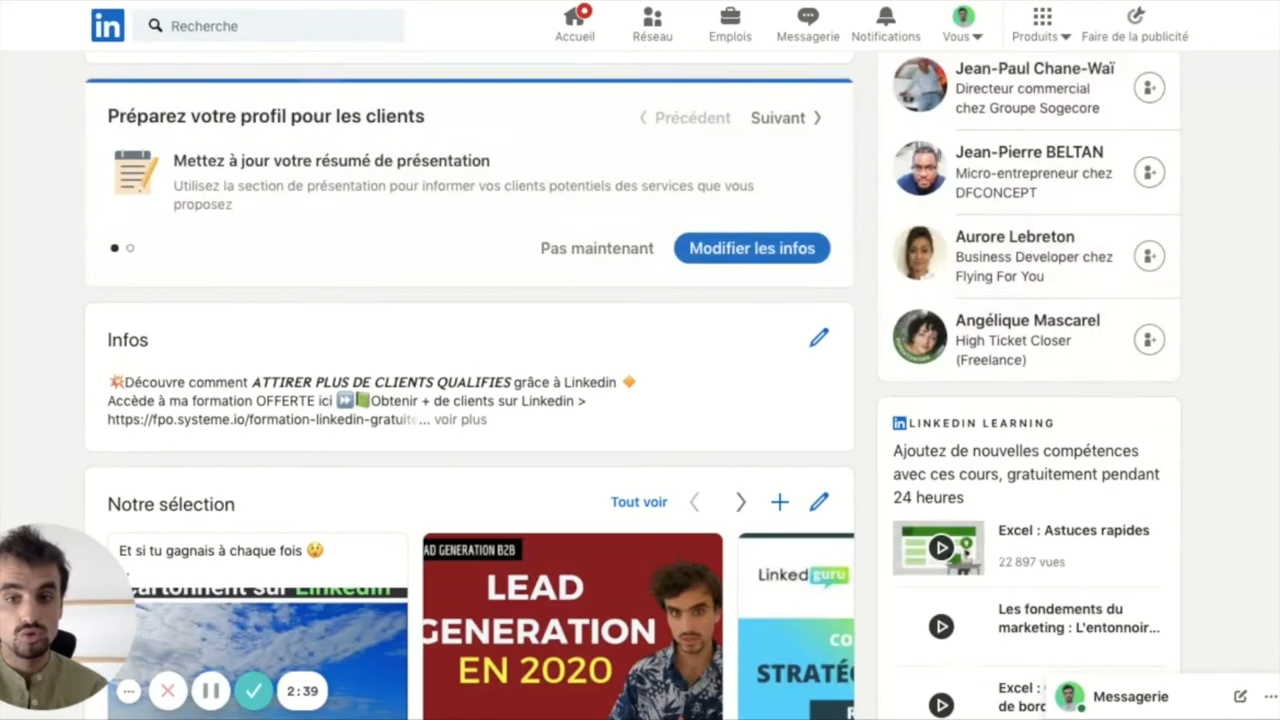 in
Recherche
Accueil
Réseau
Emplois
Messagerie
Notifications
Vous
Produits
Faire de la publicité
Préparez votre profil pour les clients
Précédent
Suivant
Mettez à jour votre résumé de présentation
Utilisez la section de présentation pour informer vos clients potentiels des services que vous
proposez
Pas maintenant
Modifier les infos
Infos
💥Découvre comment ATTIRER PLUS DE CLIENTS QUALIFIES grâce à Linkedin 🔸
Accède à ma formation OFFERTE ici ⏩📗Obtenir + de clients sur Linkedin >
https://fpo.systeme.io/formation-linkedin-gratuite... voir plus
Notre sélection
Tout voir
Et si tu gagnais à chaque fois 😲
cartonnent sur Linkedin
AD GENERATION B2B
LEAD
GENERATION
EN 2020
Linked guru
CO
STRATÉG
2:39
Jean-Paul Chane-Waï
Directeur commercial
chez Groupe Sogecore
Jean-Pierre BELTAN
Micro-entrepreneur chez
DFCONCEPT
Aurore Lebreton
Business Developer chez
Flying For You
Angélique Mascarel
High Ticket Closer
(Freelance)
in LINKEDIN LEARNING
Ajoutez de nouvelles compétences
avec ces cours, gratuitement pendant
24 heures
Excel : Astuces rapides
22 897 vues
Les fondements du
marketing : L'entonnoir...
Excel :
de bord
Messagerie